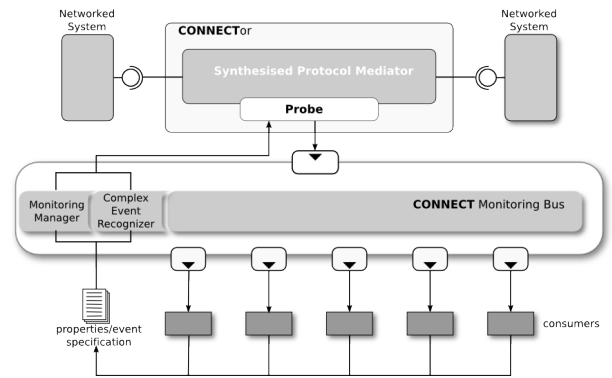 Networked
System
Networked
System
CONNECTor
Synthesised Protocol Mediator
Probe
Monitoring
Manager
Complex
Event
Recognizer
CONNECT Monitoring Bus
properties/event
specification
consumers